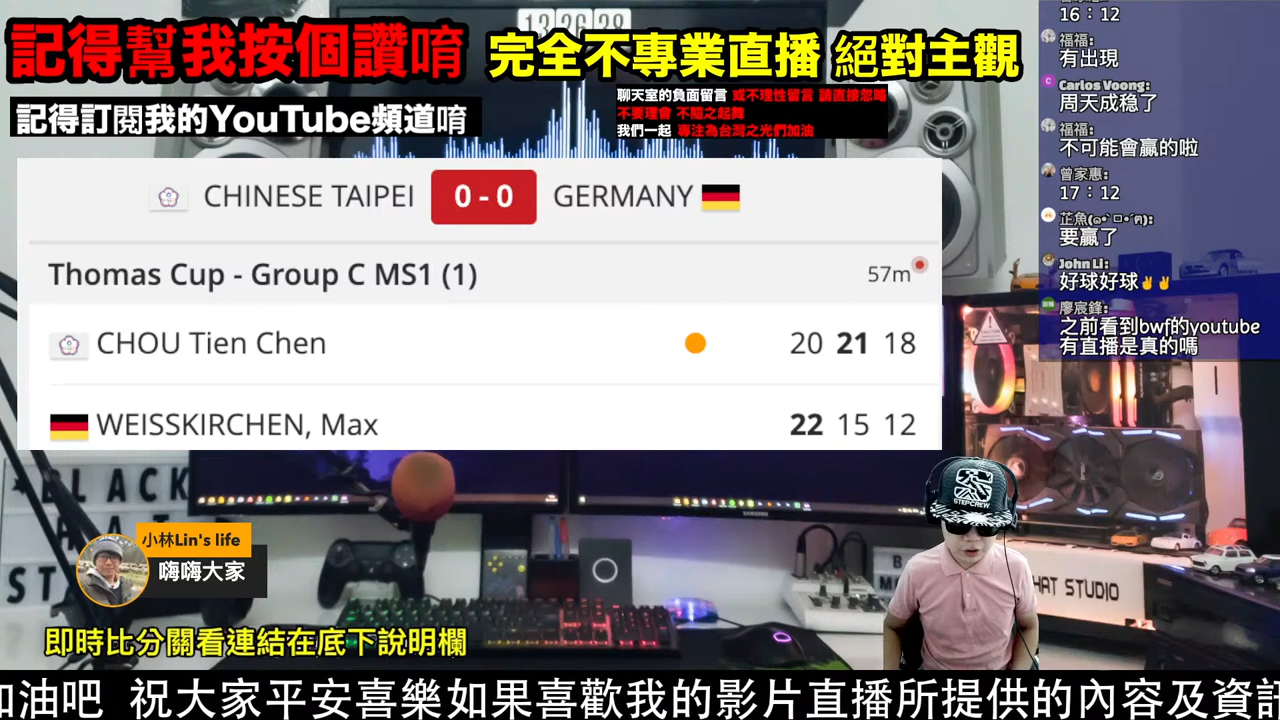 記得幫我按個讚唷
完全不專業直播 絕對主觀
記得訂閱我的YouTube頻道唷
聊天室的負面留言 或不理性留言 請直接忽略
不要理會 不隨之起舞
我們一起 專注為台灣之光們加油
CHINESE TAIPEI 0 - 0 GERMANY
Thomas Cup - Group C MS1 (1) 57m
CHOU Tien Chen 20 21 18
WEISSKIRCHEN, Max 22 15 12
16：12
福福:
有出現
Carlos Voong:
周天成稳了
福福:
不可能會贏的啦
曾家惠:
17：12
要贏了
John Li:
好球好球✌✌
廖宸鋒:
之前看到bwf的youtube
有直播是真的嗎
BLACK
HAT
ST
SAMSUNG
STEPCREW
HAT STUDIO
小林Lin's life
嗨嗨大家
即時比分關看連結在底下說明欄
加油吧 祝大家平安喜樂如果喜歡我的影片直播所提供的內容及資訊